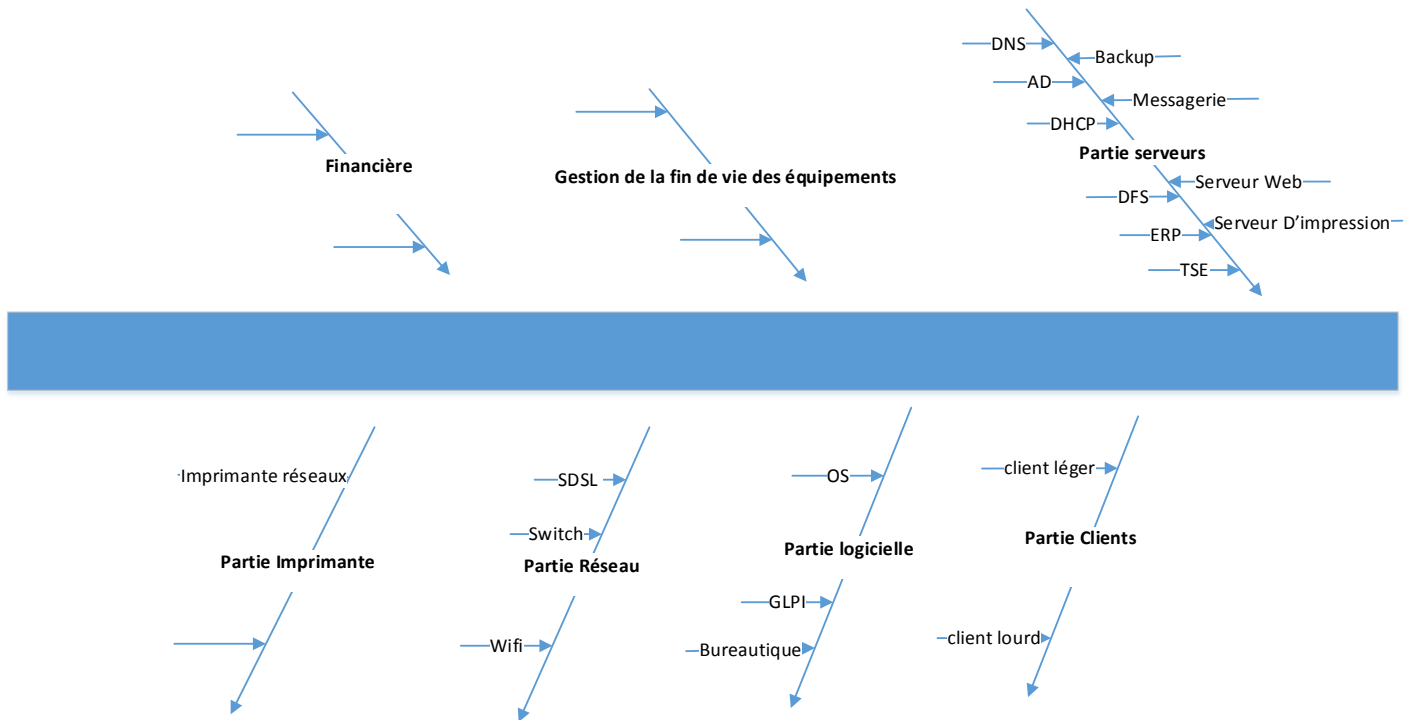 DNS
Backup
AD
Messagerie
DHCP
Partie serveurs
Financière
Gestion de la fin de vie des équipements
Serveur Web
DFS
Serveur D’impression
ERP
TSE
Imprimante réseaux
SDSL
OS
client léger
Switch
Partie Imprimante
Partie Réseau
Partie logicielle
Partie Clients
GLPI
Wifi
Bureautique
client lourd